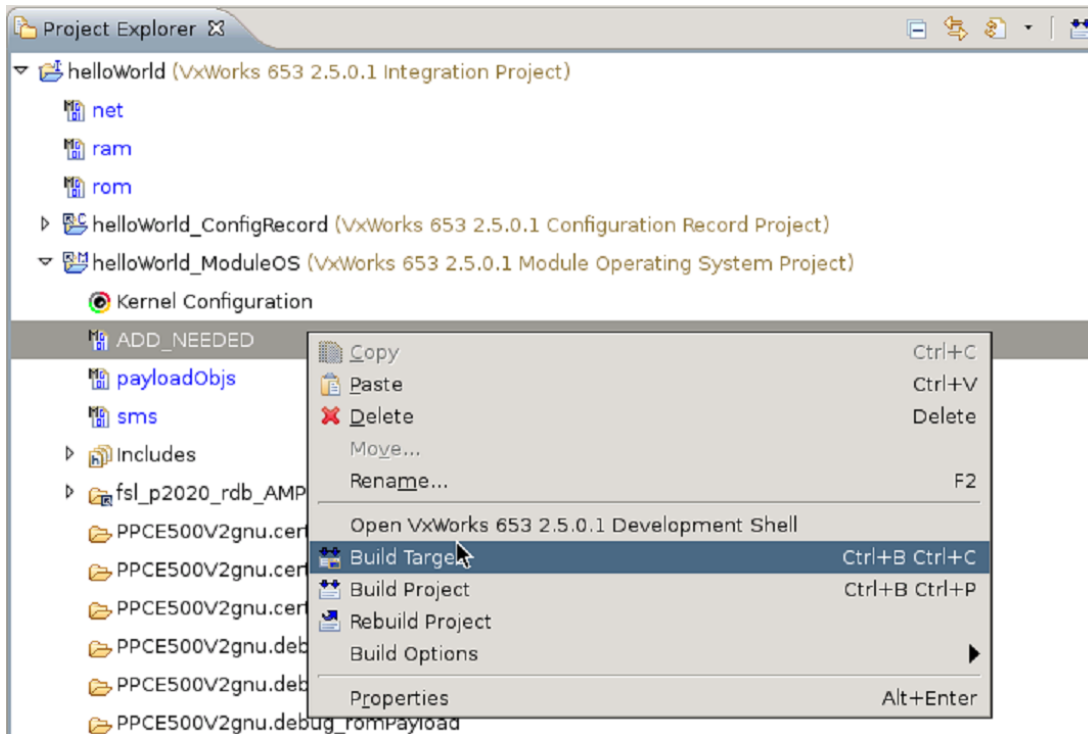 Project Explorer
helloWorld (VxWorks 653 2.5.0.1 Integration Project)
net
ram
rom
helloWorld_ConfigRecord (VxWorks 653 2.5.0.1 Configuration Record Project)
helloWorld_ModuleOS (VxWorks 653 2.5.0.1 Module Operating System Project)
Kernel Configuration
ADD_NEEDED
payloadObjs
sms
Includes
fsl_p2020_rdb_AMP
PPCE500V2gnu.cert
PPCE500V2gnu.cert
PPCE500V2gnu.cert
PPCE500V2gnu.deb
PPCE500V2gnu.deb
PPCE500V2gnu.debug_romPayload
Copy Ctrl+C
Paste Ctrl+V
Delete Delete
Move...
Rename... F2
Open VxWorks 653 2.5.0.1 Development Shell
Build Target Ctrl+B Ctrl+C
Build Project Ctrl+B Ctrl+P
Rebuild Project
Build Options
Properties Alt+Enter